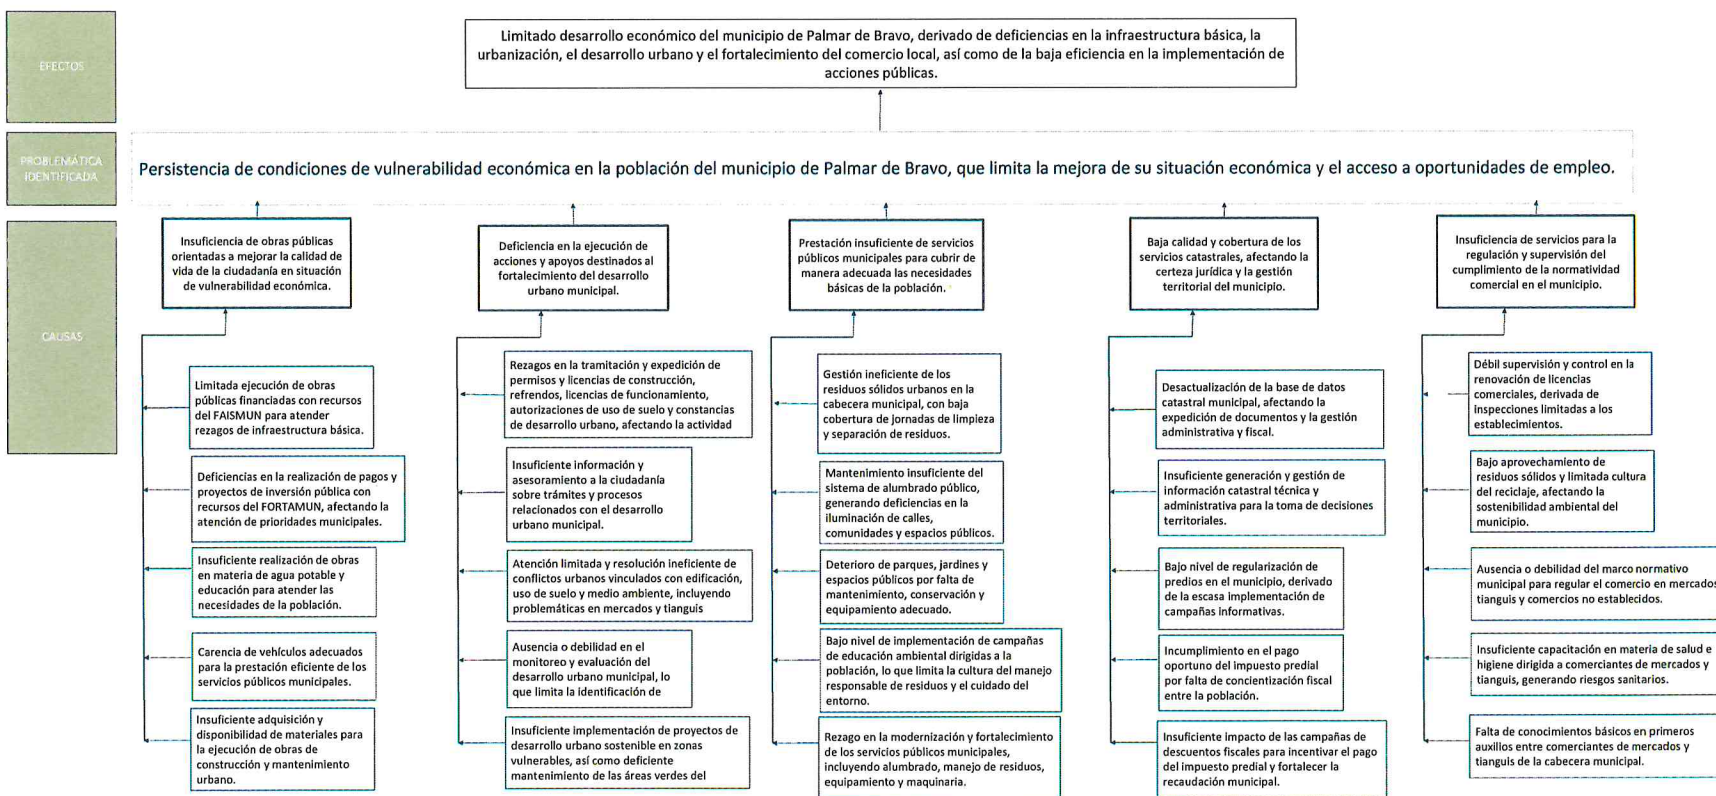 EFECTOS
Limitado desarrollo económico del municipio de Palmar de Bravo, derivado de deficiencias en la infraestructura básica, la
urbanización, el desarrollo urbano y el fortalecimiento del comercio local, así como de la baja eficiencia en la implementación de
acciones públicas.
PROBLEMÁTICA
IDENTIFICADA
Persistencia de condiciones de vulnerabilidad económica en la población del municipio de Palmar de Bravo, que limita la mejora de su situación económica y el acceso a oportunidades de empleo.
CAUSAS
Insuficiencia de obras públicas
orientadas a mejorar la calidad de
vida de la ciudadanía en situación
de vulnerabilidad económica.
Limitada ejecución de obras
públicas financiadas con recursos
del FAISMUN para atender
rezagos de infraestructura básica.
Deficiencias en la realización de pagos y
proyectos de inversión pública con
recursos del FORTAMUN, afectando la
atención de prioridades municipales.
Insuficiente realización de obras
en materia de agua potable y
educación para atender las
necesidades de la población.
Carencia de vehículos adecuados
para la prestación eficiente de los
servicios públicos municipales.
Insuficiente adquisición y
disponibilidad de materiales para
la ejecución de obras de
construcción y mantenimiento
urbano.
Deficiencia en la ejecución de
acciones y apoyos destinados al
fortalecimiento del desarrollo
urbano municipal.
Rezagos en la tramitación y expedición de
permisos y licencias de construcción,
refrendos, licencias de funcionamiento,
autorizaciones de uso de suelo y constancias
de desarrollo urbano, afectando la actividad
Insuficiente información y
asesoramiento a la ciudadanía
sobre trámites y procesos
relacionados con el desarrollo
urbano municipal.
Atención limitada y resolución ineficiente de
conflictos urbanos vinculados con edificación,
uso de suelo y medio ambiente, incluyendo
problemáticas en mercados y tianguis
Ausencia o debilidad en el
monitoreo y evaluación del
desarrollo urbano municipal, lo
que limita la identificación de
Insuficiente implementación de proyectos de
desarrollo urbano sostenible en zonas
vulnerables, así como deficiente
mantenimiento de las áreas verdes del
Prestación insuficiente de servicios
públicos municipales para cubrir de
manera adecuada las necesidades
básicas de la población.
Gestión ineficiente de los
residuos sólidos urbanos en la
cabecera municipal, con baja
cobertura de jornadas de limpieza
y separación de residuos.
Mantenimiento insuficiente del
sistema de alumbrado público,
generando deficiencias en la
iluminación de calles,
comunidades y espacios públicos.
Deterioro de parques, jardines y
espacios públicos por falta de
mantenimiento, conservación y
equipamiento adecuado.
Bajo nivel de implementación de campañas
de educación ambiental dirigidas a la
población, lo que limita la cultura del manejo
responsable de residuos y el cuidado del
entorno.
Rezago en la modernización y fortalecimiento
de los servicios públicos municipales,
incluyendo alumbrado, manejo de residuos,
equipamiento y maquinaria.
Baja calidad y cobertura de los
servicios catastrales, afectando la
certeza jurídica y la gestión
territorial del municipio.
Desactualización de la base de datos
catastral municipal, afectando la
expedición de documentos y la gestión
administrativa y fiscal.
Insuficiente generación y gestión de
información catastral técnica y
administrativa para la toma de decisiones
territoriales.
Bajo nivel de regularización de
predios en el municipio, derivado
de la escasa implementación de
campañas informativas.
Incumplimiento en el pago
oportuno del impuesto predial
por falta de concientización fiscal
entre la población.
Insuficiente impacto de las campañas de
descuentos fiscales para incentivar el pago
del impuesto predial y fortalecer la
recaudación municipal.
Insuficiencia de servicios para la
regulación y supervisión del
cumplimiento de la normatividad
comercial en el municipio.
Débil supervisión y control en la
renovación de licencias
comerciales, derivada de
inspecciones limitadas a los
establecimientos.
Bajo aprovechamiento de
residuos sólidos y limitada cultura
del reciclaje, afectando la
sostenibilidad ambiental del
municipio.
Ausencia o debilidad del marco normativo
municipal para regular el comercio en mercados
tianguis y comercios no establecidos.
Insuficiente capacitación en materia de salud e
higiene dirigida a comerciantes de mercados y
tianguis, generando riesgos sanitarios.
Falta de conocimientos básicos en primeros
auxilios entre comerciantes de mercados y
tianguis de la cabecera municipal.